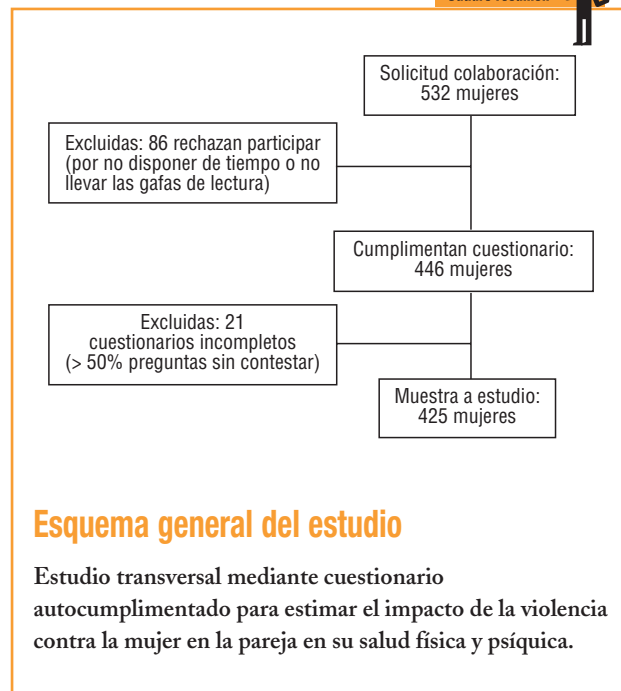 Solicitud colaboración:
532 mujeres
Excluidas: 86 rechazan participar
(por no disponer de tiempo o no
llevar las gafas de lectura)
Cumplimentan cuestionario:
446 mujeres
Excluidas: 21
cuestionarios incompletos
(> 50% preguntas sin contestar)
Muestra a estudio:
425 mujeres
Esquema general del estudio
Estudio transversal mediante cuestionario
autocumplimentado para estimar el impacto de la violencia
contra la mujer en la pareja en su salud física y psíquica.